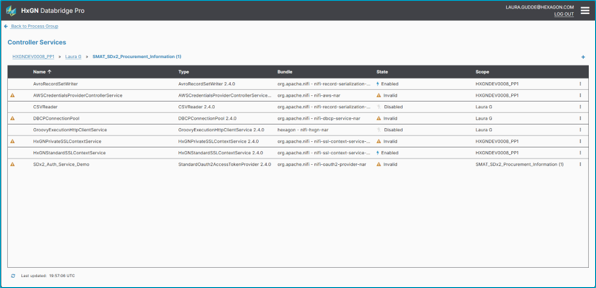 HxGN Databridge Pro
LAURA.GUDGE@HEXAGON.COM
LOG OUT
Back to Process Group
Controller Services
HXGNDEV0008_PP1 » Laura G » SMAT_SDx2_Procurement_Information (1)
Name Type Bundle State Scope
AvroRecordSetWriter AvroRecordSetWriter 2.4.0 org.apache.nifi - nifi-record-serialization-... Enabled HXGNDEV0008_PP1
AWSCredentialsProviderControllerService AWSCredentialsProviderControllerService... org.apache.nifi - nifi-aws-nar Invalid HXGNDEV0008_PP1
CSVReader CSVReader 2.4.0 org.apache.nifi - nifi-record-serialization-... Disabled Laura G
DBCPConnectionPool DBCPConnectionPool 2.4.0 org.apache.nifi - nifi-dbcp-service-nar Invalid Laura G
GroovyExecutionHttpClientService GroovyExecutionHttpClientService 2.4.0 hexagon - nifi-hxgn-nar Disabled Laura G
HxGNPrivateSSLContextService HxGNPrivateSSLContextService 2.4.0 org.apache.nifi - nifi-ssl-context-service-... Invalid HXGNDEV0008_PP1
HxGNStandardSSLContextService HxGNStandardSSLContextService 2.4.0 org.apache.nifi - nifi-ssl-context-service-... Enabled HXGNDEV0008_PP1
SDx2_Auth_Service_Demo StandardOauth2AccessTokenProvider 2.4.0 org.apache.nifi - nifi-oauth2-provider-nar Invalid SMAT_SDx2_Procurement_Information (1)
Last updated: 16:57:06 UTC